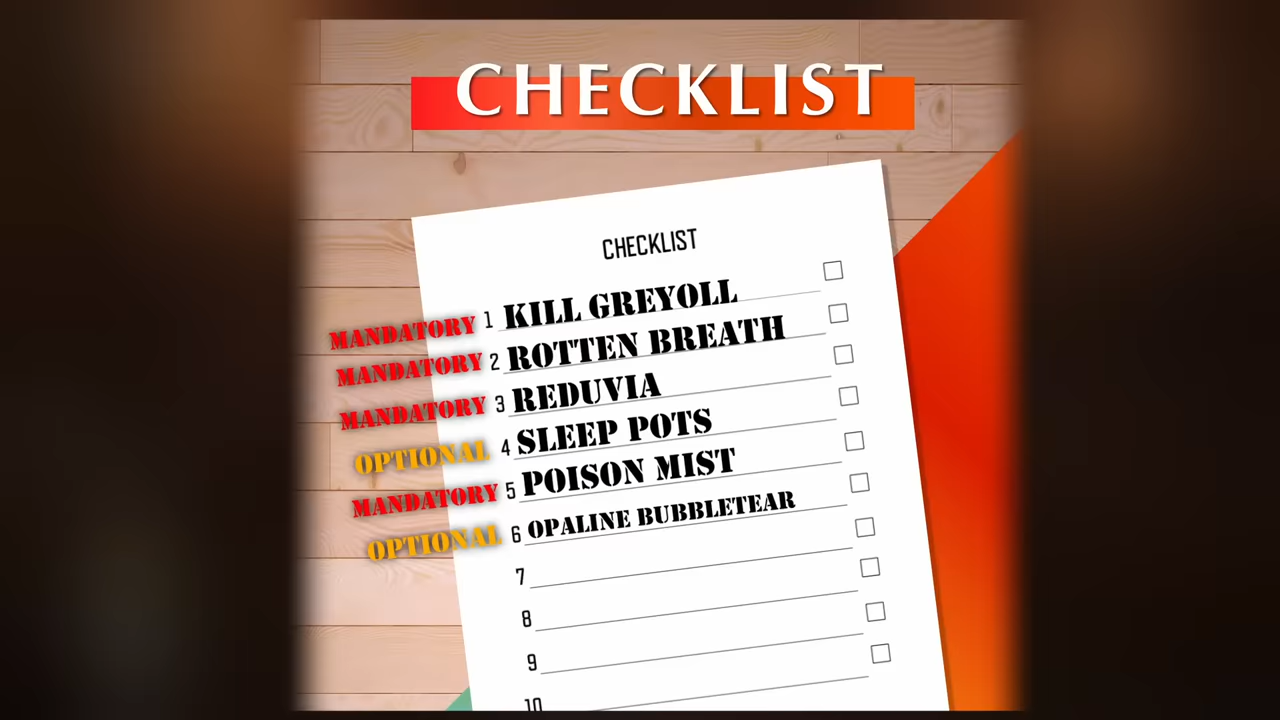 CHECKLIST
CHECKLIST
MANDATORY 1 KILL GREYOLL
MANDATORY 2 ROTTEN BREATH
MANDATORY 3 REDUVIA
OPTIONAL 4 SLEEP POTS
MANDATORY 5 POISON MIST
OPTIONAL 6 OPALINE BUBBLETEAR
7
8
9
10